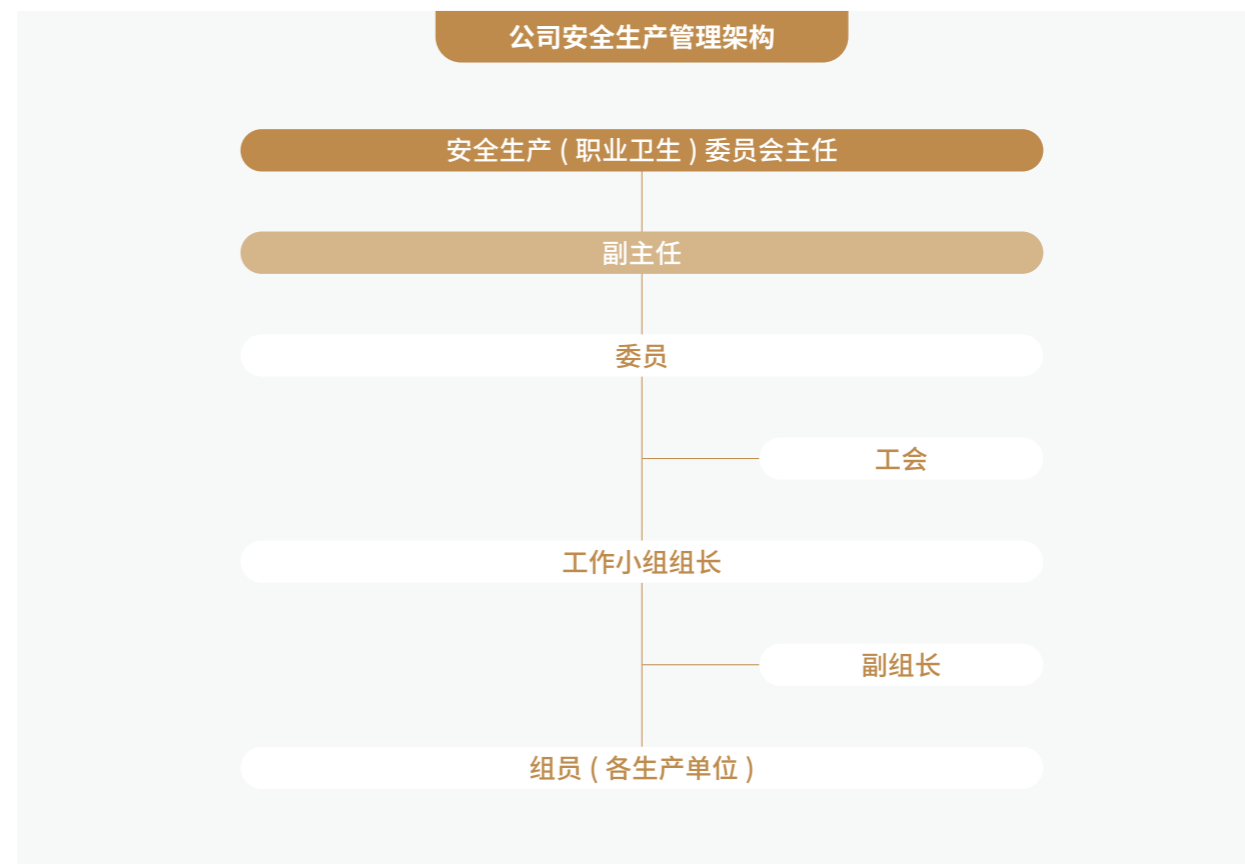 公司安全生产管理架构
安全生产 ( 职业卫生 ) 委员会主任
副主任
委员
工会
工作小组组长
副组长
组员 ( 各生产单位 )